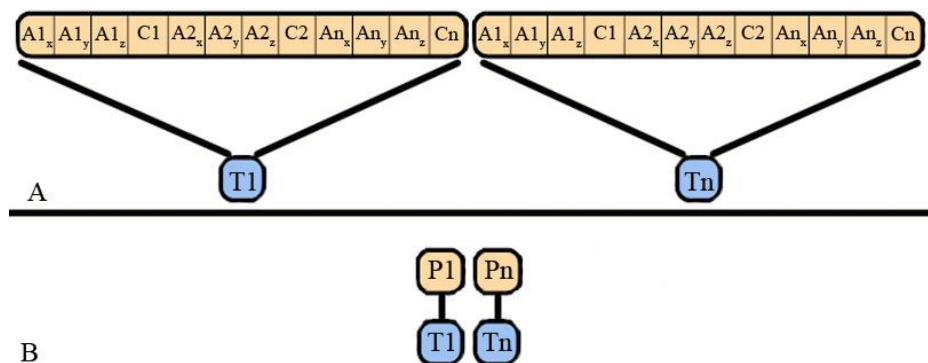 A1x A1y A1z C1 A2x A2y A2z C2 Anx Any Anz Cn A1x A1y A1z C1 A2x A2y A2z C2 Anx Any Anz Cn
T1 Tn
A
P1 Pn
T1 Tn
B